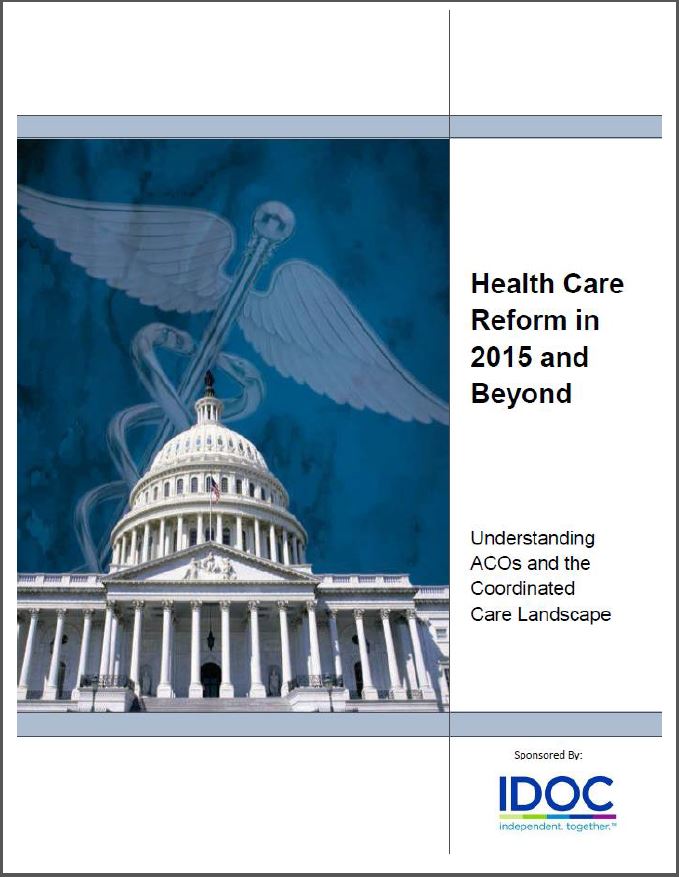 Health Care
Reform in
2015 and
Beyond
Understanding
ACOs and the
Coordinated
Care Landscape
Sponsored By:
IDOC
independent. together.™